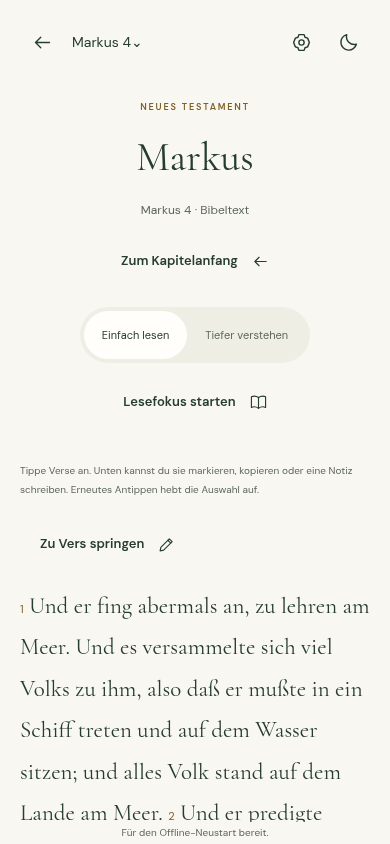 Markus 4
NEUES TESTAMENT
Markus
Markus 4 · Bibeltext
Zum Kapitelanfang
Einfach lesen
Tiefer verstehen
Lesefokus starten
Tippe Verse an. Unten kannst du sie markieren, kopieren oder eine Notiz
schreiben. Erneutes Antippen hebt die Auswahl auf.
Zu Vers springen
1 Und er fing abermals an, zu lehren am
Meer. Und es versammelte sich viel
Volks zu ihm, also daß er mußte in ein
Schiff treten und auf dem Wasser
sitzen; und alles Volk stand auf dem
Lande am Meer. 2 Und er predigte
Für den Offline-Neustart bereit.